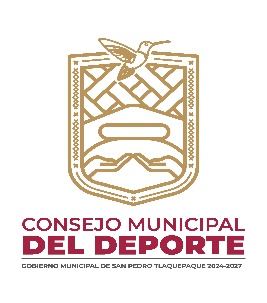 CONSEJO MUNICIPAL
DEL DEPORTE
GOBIERNO MUNICIPAL DE SAN PEDRO TLAQUEPAQUE 2024-2027